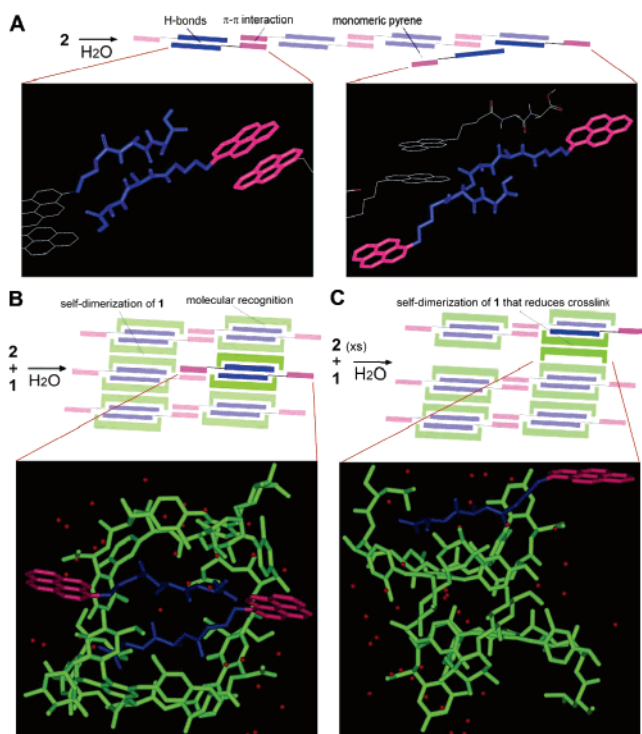 A
H-bonds
π-π interaction
monomeric pyrene
2
H2O
B
self-dimerization of 1
molecular recognition
2
+
1
H2O
C
self-dimerization of 1 that reduces crosslink
2 (xs)
+
1
H2O